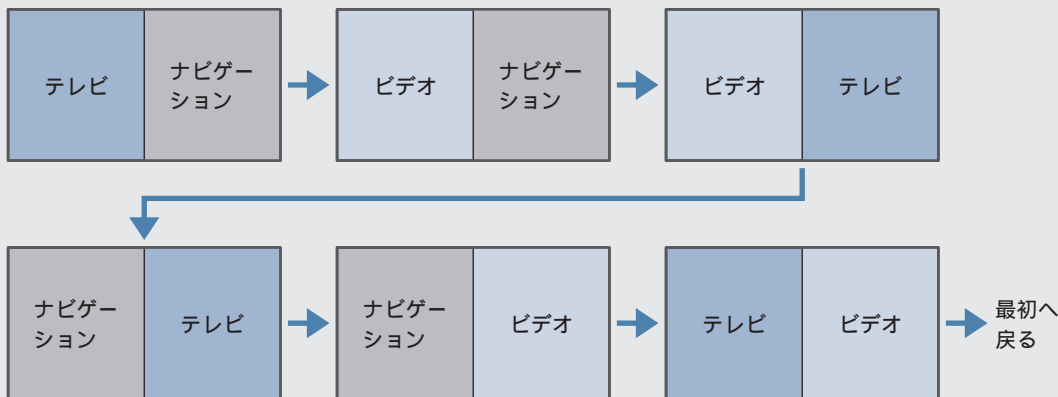 テレビ
ナビゲー
ション
ビデオ
ナビゲー
ション
ビデオ
テレビ
ナビゲー
ション
テレビ
ナビゲー
ション
ビデオ
テレビ
ビデオ
最初へ
戻る